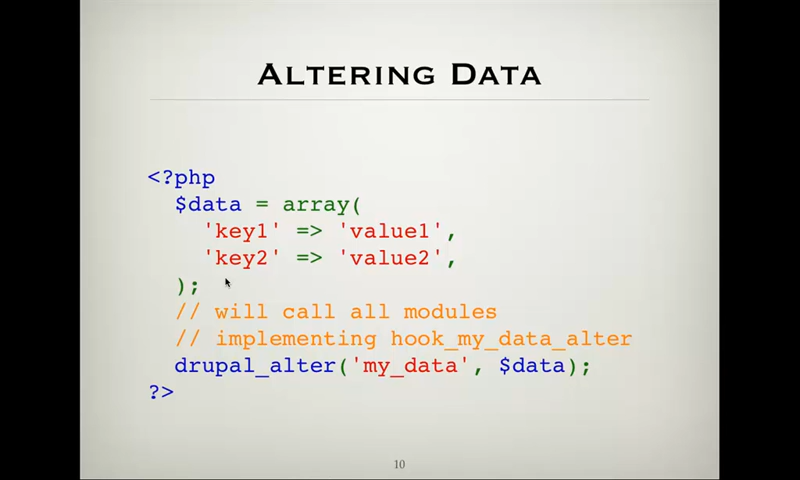 ALTERING DATA
<?php
$data = array(
'key1' => 'value1',
'key2' => 'value2',
);
// will call all modules
// implementing hook_my_data_alter
drupal_alter('my_data', $data);
?>
10